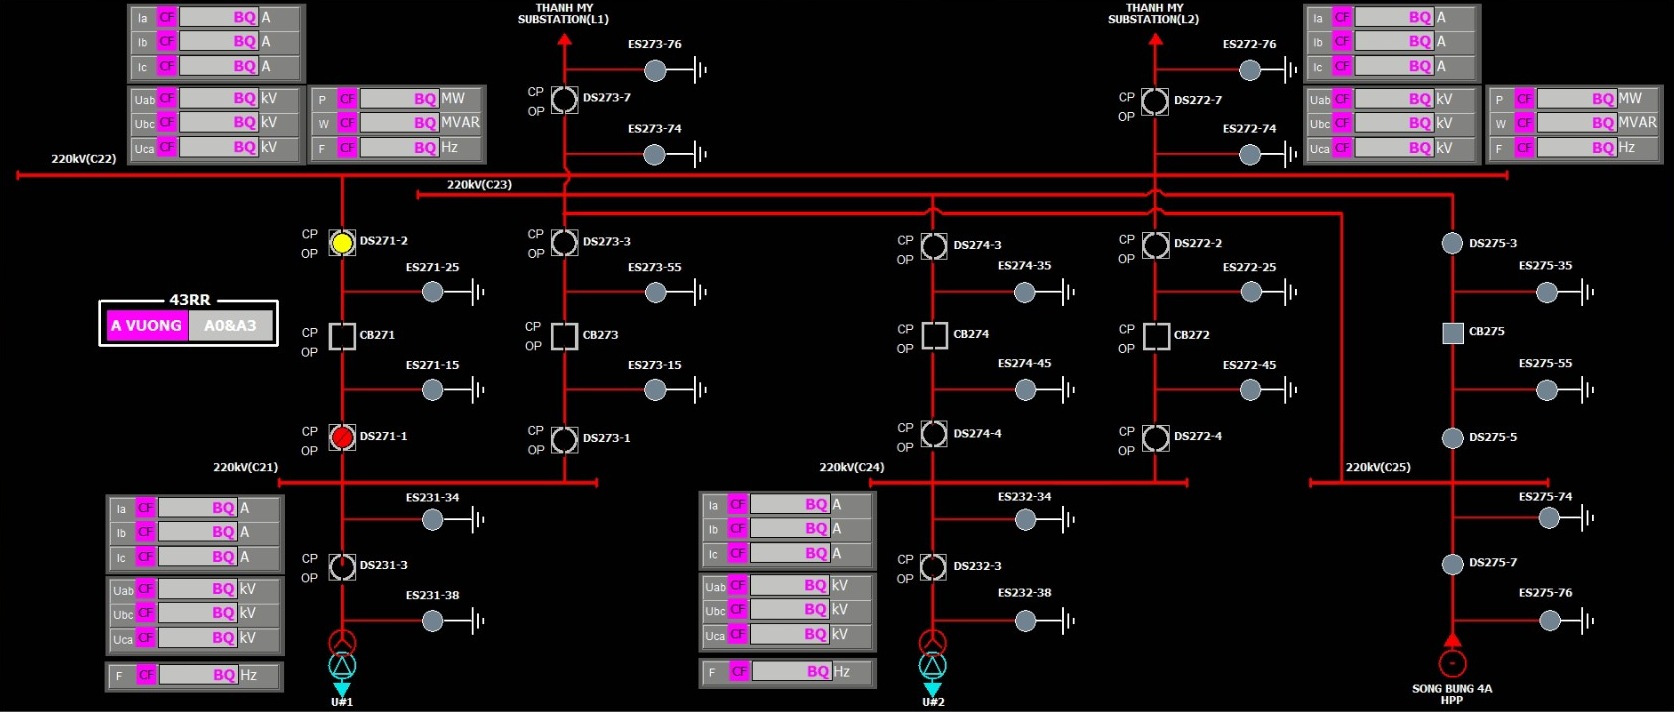 THANH MY
SUBSTATION(L1)
THANH MY
SUBSTATION(L2)
Ia CF BQ A
Ib CF BQ A
Ic CF BQ A
Uab CF BQ kV
Ubc CF BQ kV
Uca CF BQ kV
P CF BQ MW
W CF BQ MVAR
F CF BQ Hz
ES273-76
CP
OP
DS273-7
ES273-74
ES272-76
CP
OP
DS272-7
ES272-74
Ia CF BQ A
Ib CF BQ A
Ic CF BQ A
Uab CF BQ kV
Ubc CF BQ kV
Uca CF BQ kV
P CF BQ MW
W CF BQ MVAR
F CF BQ Hz
220kV(C22)
220kV(C23)
CP
OP
DS271-2
ES271-25
CP
OP
CB271
ES271-15
CP
OP
DS271-1
43RR
A VUONG A0&A3
CP
OP
DS273-3
ES273-55
CP
OP
CB273
ES273-15
CP
OP
DS273-1
CP
OP
DS274-3
ES274-35
CP
OP
CB274
ES274-45
CP
OP
DS274-4
CP
OP
DS272-2
ES272-25
CP
OP
CB272
ES272-45
CP
OP
DS272-4
DS275-3
ES275-35
CB275
ES275-55
DS275-5
220kV(C21)
220kV(C24)
220kV(C25)
Ia CF BQ A
Ib CF BQ A
Ic CF BQ A
Uab CF BQ kV
Ubc CF BQ kV
Uca CF BQ kV
F CF BQ Hz
ES231-34
CP
OP
DS231-3
ES231-38
U#1
Ia CF BQ A
Ib CF BQ A
Ic CF BQ A
Uab CF BQ kV
Ubc CF BQ kV
Uca CF BQ kV
F CF BQ Hz
ES232-34
CP
OP
DS232-3
ES232-38
U#2
ES275-74
DS275-7
ES275-76
SONG BUNG 4A
HPP